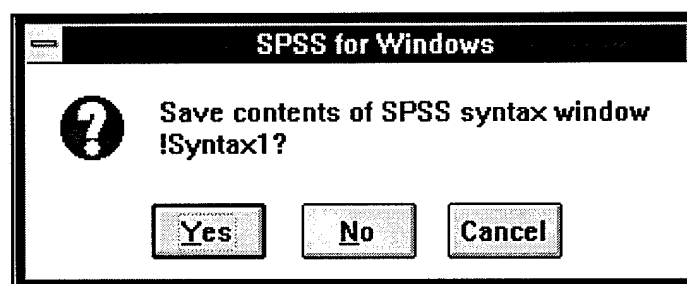 SPSS for Windows
Save contents of SPSS syntax window
!Syntax1?
Yes No Cancel